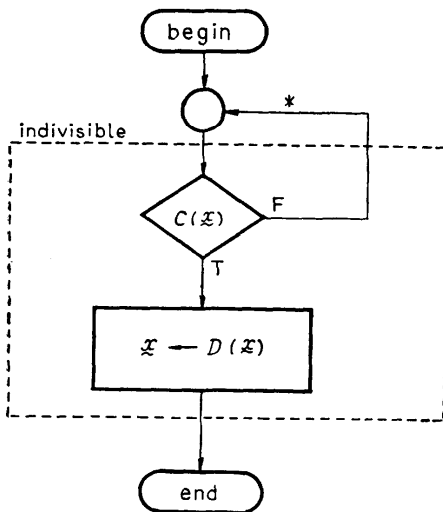 begin
*
indivisible
C(x)
F
T
x ← D(x)
end